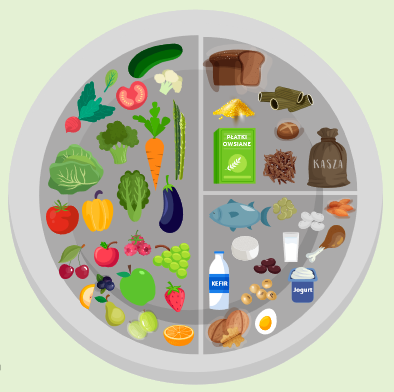 PŁATKI
OWSIANE
KASZA
KEFIR
Jogurt